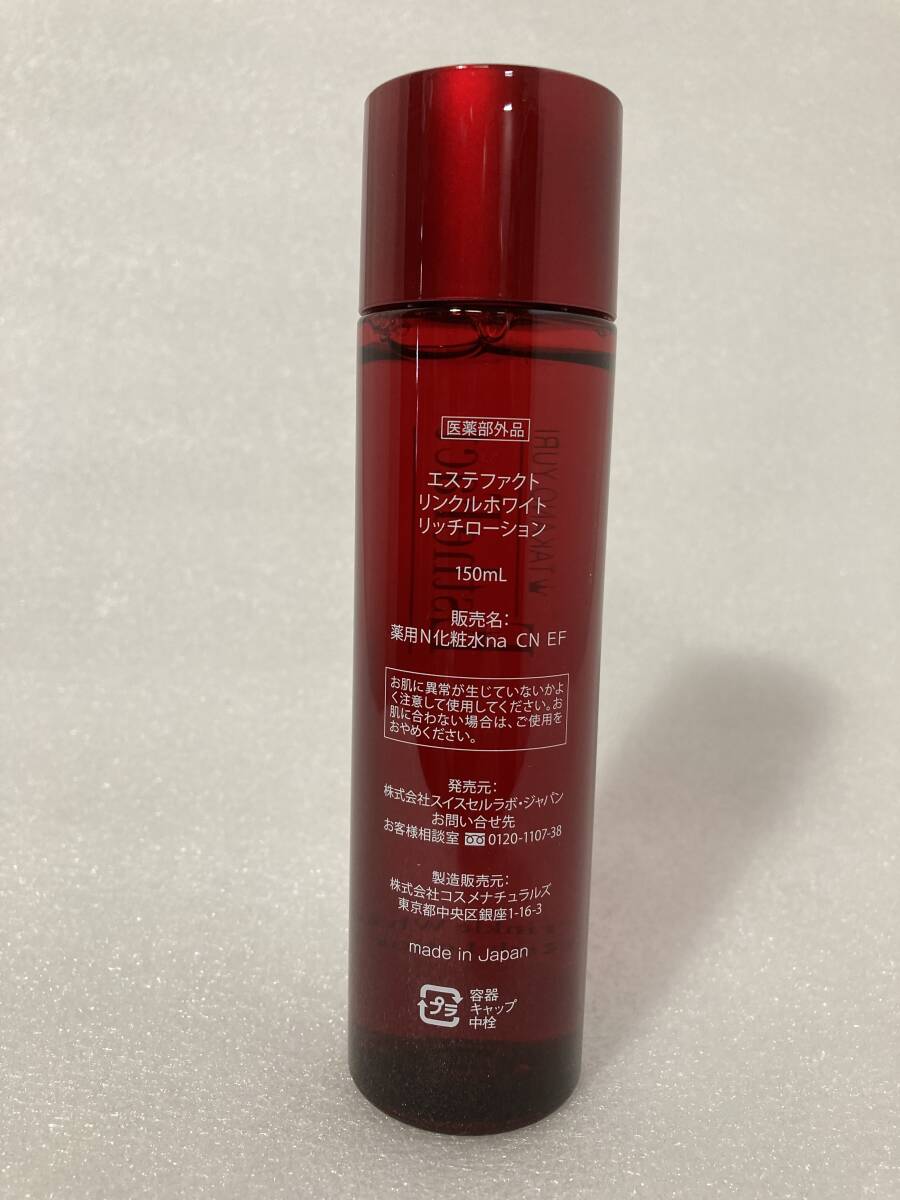 医薬部外品
エステファクト
リンクルホワイト
リッチローション
150mL
販売名：
薬用N化粧水na CN EF
お肌に異常が生じていないかよ
く注意して使用してください。お
肌に合わない場合は、ご使用を
おやめください。
発売元：
株式会社スイスセルラボ・ジャパン
お問い合せ先
お客様相談室 0120-1107-38
製造販売元：
株式会社コスメナチュラルズ
東京都中央区銀座1-16-3
made in Japan
プラ
容器
キャップ
中栓
TAKANO YURI